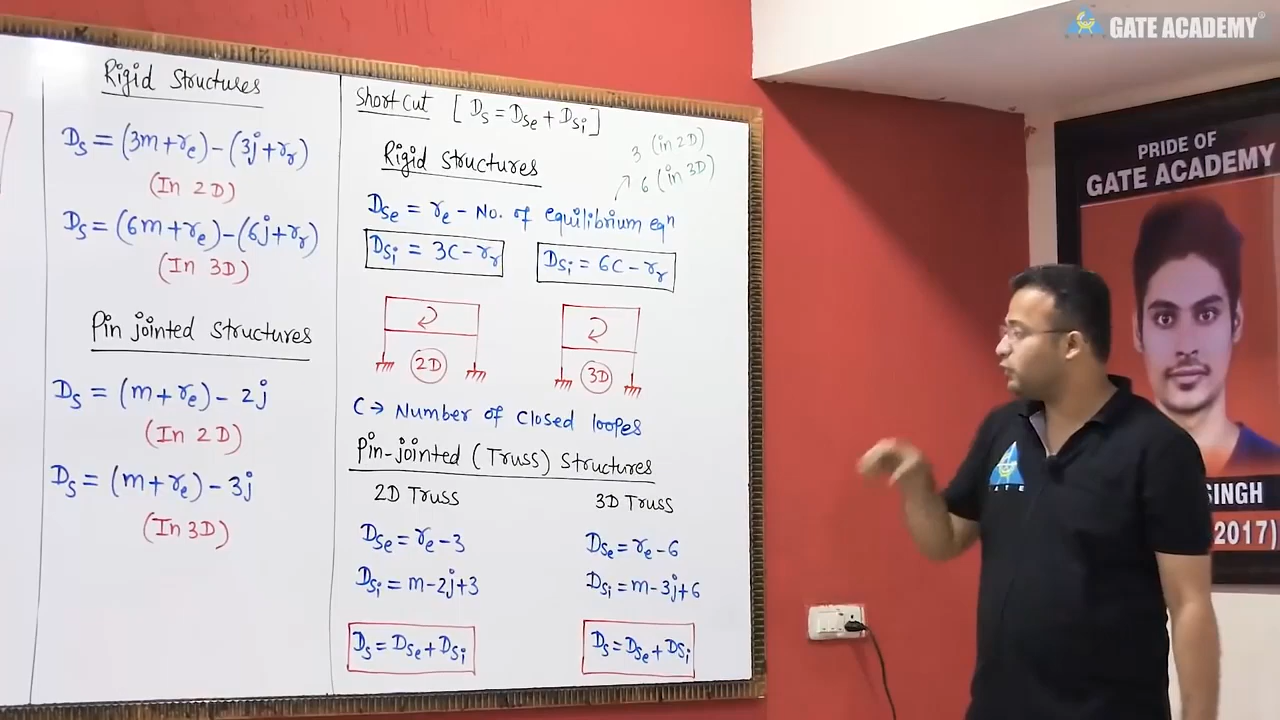 Rigid Structures
Ds = (3m+re) - (3j+rr)
(In 2D)
Ds = (6m+re) - (6j+rr)
(In 3D)
Pin jointed Structures
Ds = (m+re) - 2j
(In 2D)
Ds = (m+re) - 3j
(In 3D)
Short Cut [Ds = Dse + Dsi]
Rigid Structures
3 (in 2D)
6 (in 3D)
Dse = re - No. of equilibrium eqn
Dsi = 3C - rr
Dsi = 6C - rr
2D
3D
C → Number of Closed loopes
Pin-jointed (Truss) Structures
2D Truss
3D Truss
Dse = re - 3
Dse = re - 6
Dsi = m - 2j + 3
Dsi = m - 3j + 6
Ds = Dse + Dsi
Ds = Dse + DSi
GATE ACADEMY
PRIDE OF
GATE ACADEMY
SINGH
2017)